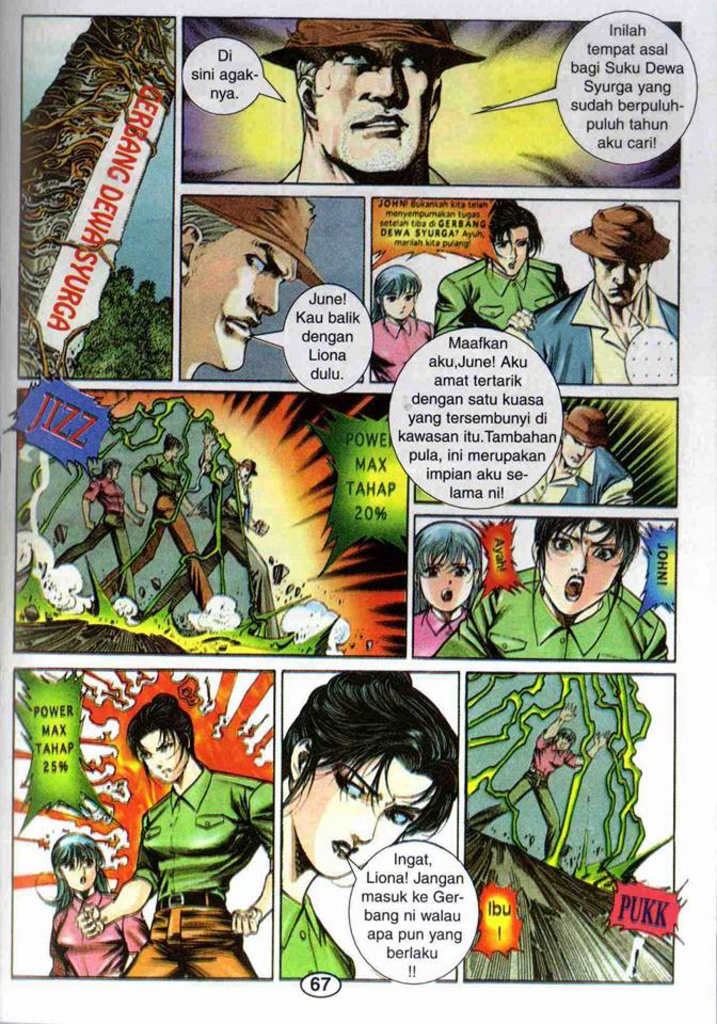 GERBANG DEWA SYURGA
Di
sini agak-
nya.
Inilah
tempat asal
bagi Suku Dewa
Syurga yang
sudah berpuluh-
puluh tahun
aku cari!
June!
Kau balik
dengan
Liona
dulu.
JOHN! Bukankah kita telah
menyempurnakan tugas
setelah tiba di GERBANG
DEWA SYURGA? Ayuh,
marilah kita pulang!
Maafkan
aku,June! Aku
amat tertarik
dengan satu kuasa
yang tersembunyi di
kawasan itu.Tambahan
pula, ini merupakan
impian aku se-
lama ni!
JIZZ
POWER
MAX
TAHAP
20%
Ayah!
JOHN!
POWER
MAX
TAHAP
25%
Ingat,
Liona! Jangan
masuk ke Ger-
bang ni walau
apa pun yang
berlaku
!!
Ibu
!
PUKK
!
67